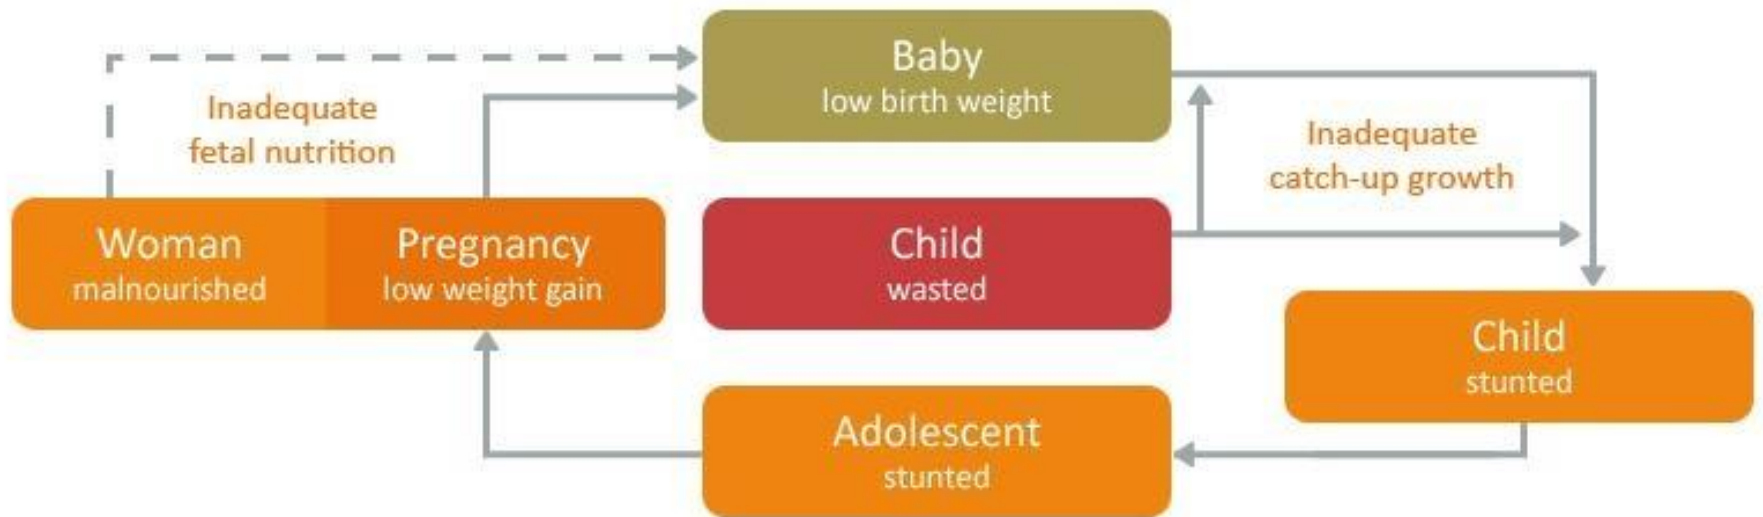 Baby
low birth weight
Inadequate
fetal nutrition
Inadequate
catch-up growth
Woman
malnourished
Pregnancy
low weight gain
Child
wasted
Child
stunted
Adolescent
stunted